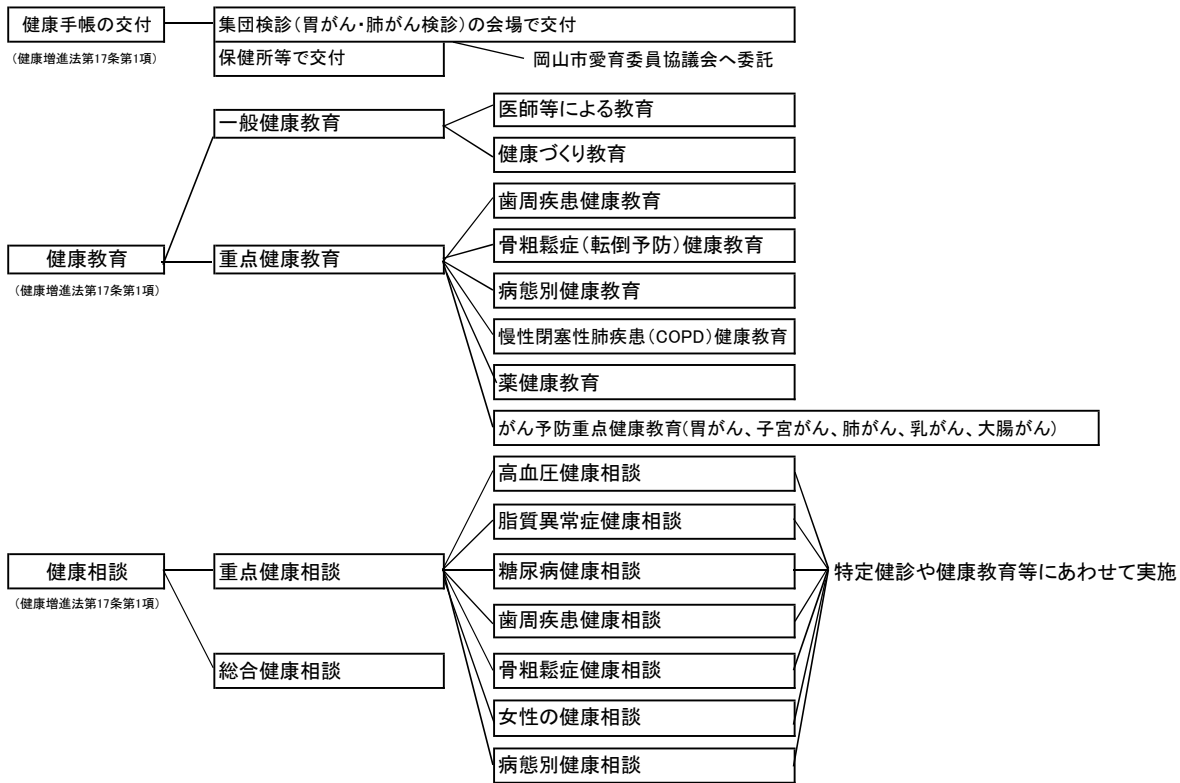 健康手帳の交付
集団検診(胃がん・肺がん検診)の会場で交付
(健康増進法第17条第1項)
保健所等で交付
岡山市愛育委員協議会へ委託
一般健康教育
医師等による教育
健康づくり教育
歯周疾患健康教育
骨粗鬆症(転倒予防)健康教育
健康教育
重点健康教育
(健康増進法第17条第1項)
病態別健康教育
慢性閉塞性肺疾患(COPD)健康教育
薬健康教育
がん予防重点健康教育(胃がん、子宮がん、肺がん、乳がん、大腸がん)
高血圧健康相談
脂質異常症健康相談
健康相談
重点健康相談
糖尿病健康相談
特定健診や健康教育等にあわせて実施
(健康増進法第17条第1項)
歯周疾患健康相談
総合健康相談
骨粗鬆症健康相談
女性の健康相談
病態別健康相談